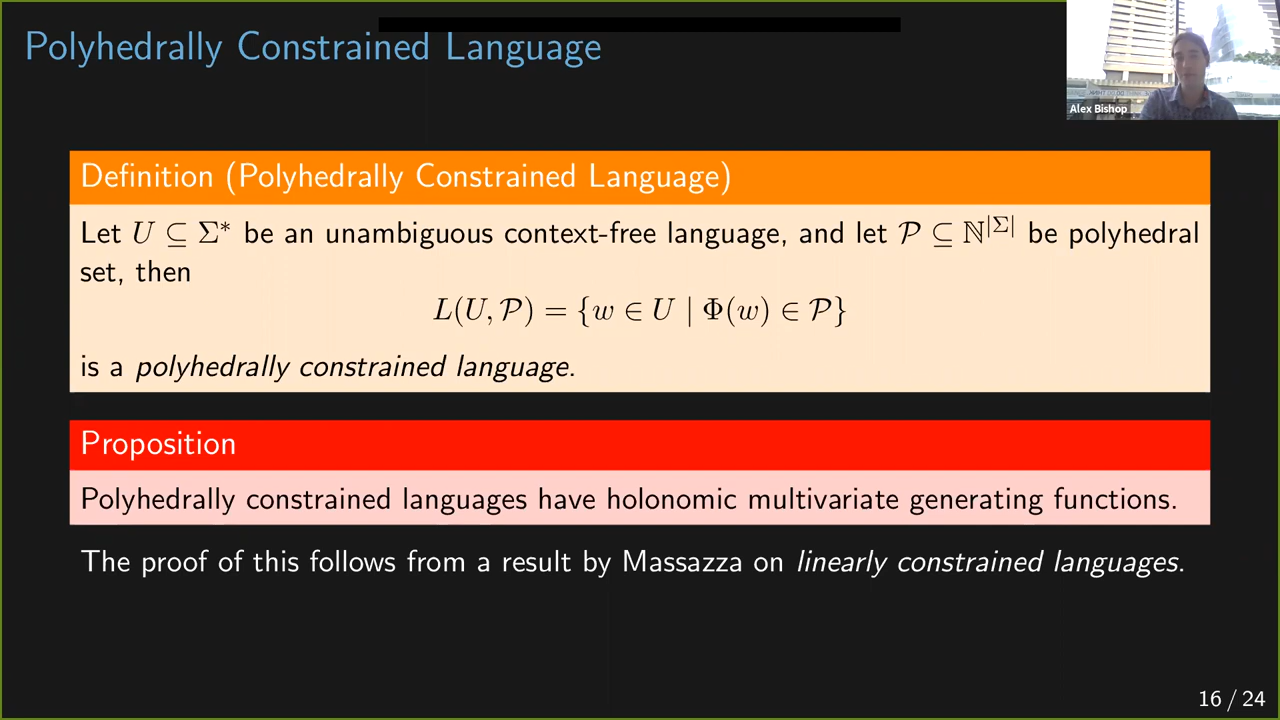 Polyhedrally Constrained Language
Alex Bishop
Definition (Polyhedrally Constrained Language)
Let U ⊆ Σ* be an unambiguous context-free language, and let 𝒫 ⊆ ℕ^|Σ| be polyhedral
set, then
L(U, 𝒫) = {w ∈ U | Φ(w) ∈ 𝒫}
is a polyhedrally constrained language.
Proposition
Polyhedrally constrained languages have holonomic multivariate generating functions.
The proof of this follows from a result by Massazza on linearly constrained languages.
16 / 24